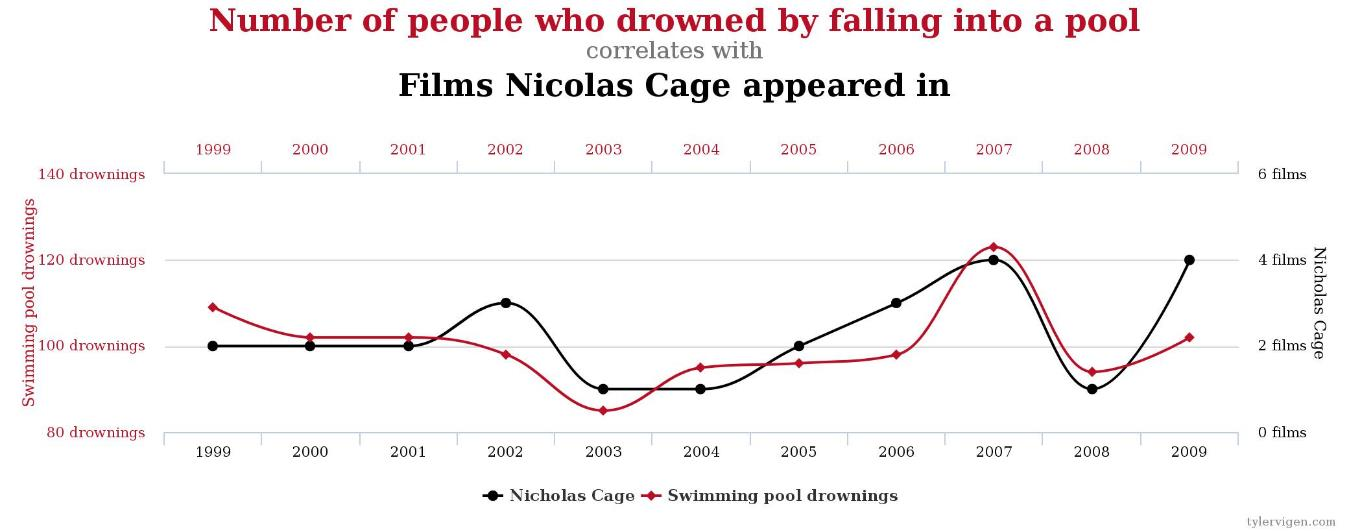 Number of people who drowned by falling into a pool
correlates with
Films Nicolas Cage appeared in
1999 2000 2001 2002 2003 2004 2005 2006 2007 2008 2009
140 drownings 6 films
120 drownings 4 films
100 drownings 2 films
80 drownings 0 films
Swimming pool drownings
Nicholas Cage
1999 2000 2001 2002 2003 2004 2005 2006 2007 2008 2009
Nicholas Cage Swimming pool drownings
tylervigen.com